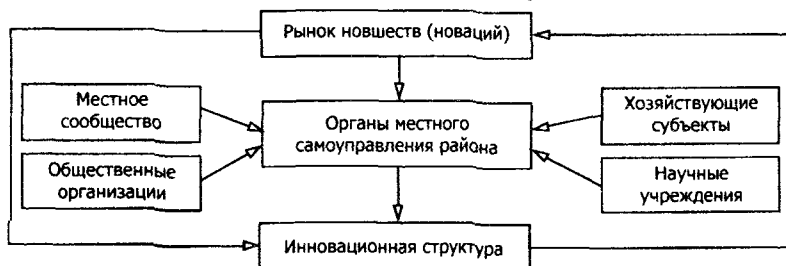 Рынок новшеств (новаций)
Местное
сообщество
Общественные
организации
Органы местного
самоуправления района
Хозяйствующие
субъекты
Научные
учреждения
Инновационная структура